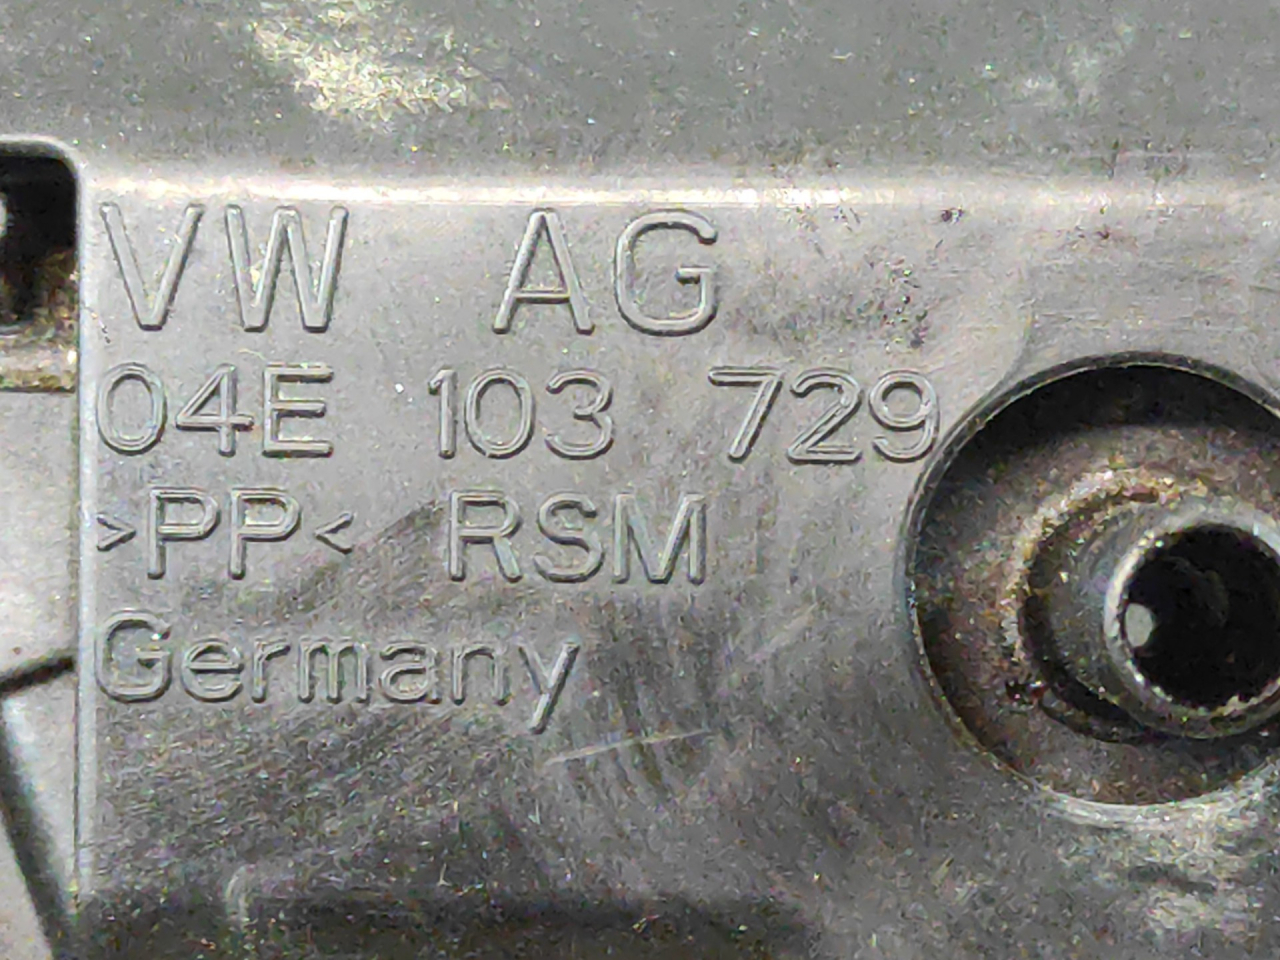 VW AG
04E 103 729
>PP< RSM
Germany